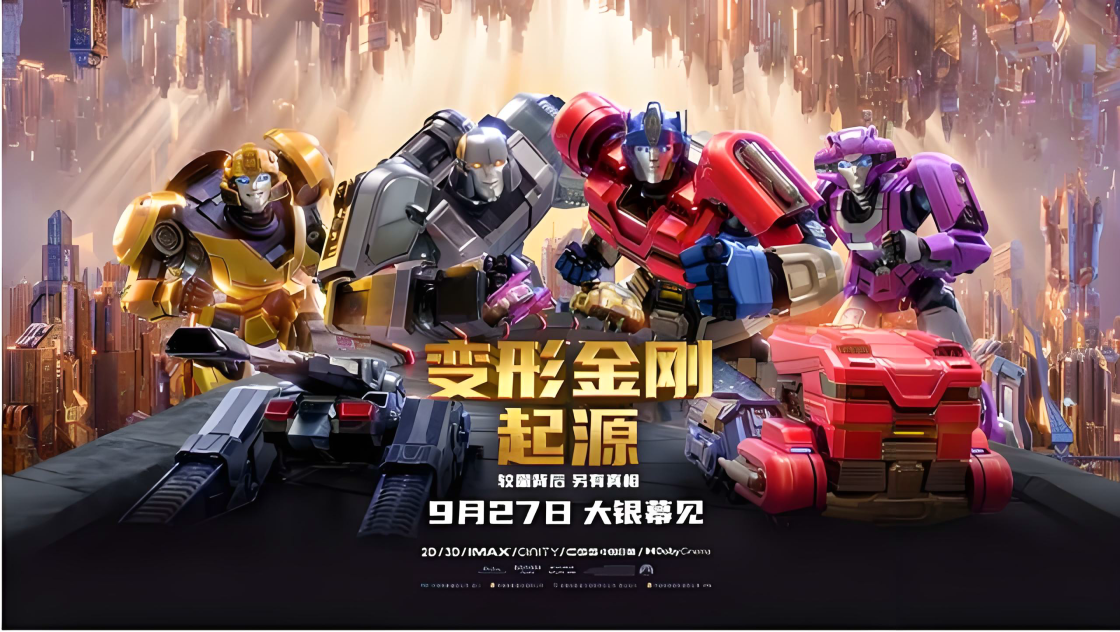 变形金刚
起源
较量背后 另有真相
9月27日 大银幕见
2D/3D/IMAX/CINITY/
DolbyCinema